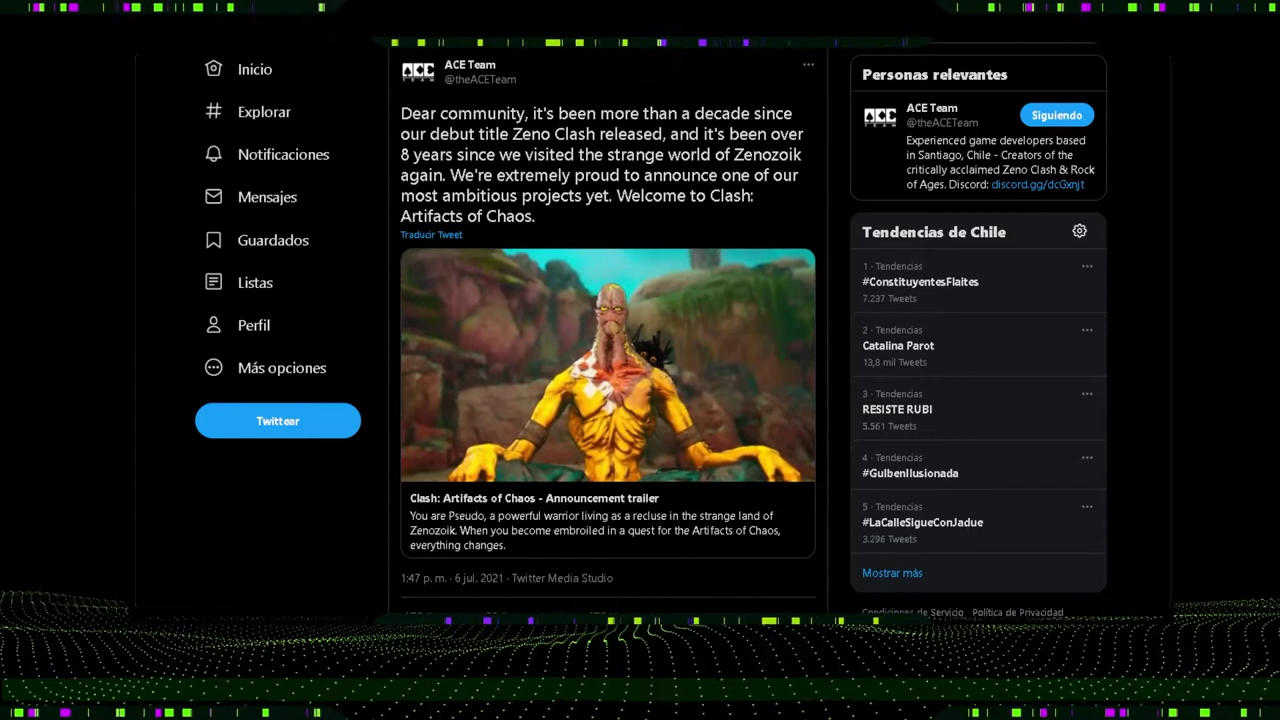 Inicio
Explorar
Notificaciones
Mensajes
Guardados
Listas
Perfil
Más opciones
Twittear
ACE Team
@theACETeam
Dear community, it's been more than a decade since
our debut title Zeno Clash released, and it's been over
8 years since we visited the strange world of Zenozoik
again. We're extremely proud to announce one of our
most ambitious projects yet. Welcome to Clash:
Artifacts of Chaos.
Traducir Tweet
Clash: Artifacts of Chaos - Announcement trailer
You are Pseudo, a powerful warrior living as a recluse in the strange land of
Zenozoik. When you become embroiled in a quest for the Artifacts of Chaos,
everything changes.
1:47 p. m. · 6 jul. 2021 · Twitter Media Studio
Personas relevantes
ACE Team
@theACETeam
Siguiendo
Experienced game developers based
in Santiago, Chile - Creators of the
critically acclaimed Zeno Clash & Rock
of Ages. Discord: discord.gg/dcGxnjt
Tendencias de Chile
1 · Tendencias
#ConstituyentesFlaites
7.237 Tweets
2 · Tendencias
Catalina Parot
13,8 mil Tweets
3 · Tendencias
RESISTE RUBI
5.561 Tweets
4 · Tendencias
#GulbenIlusionada
5 · Tendencias
#LaCalleSigueConJadue
3.296 Tweets
Mostrar más
Condiciones de Servicio Política de Privacidad